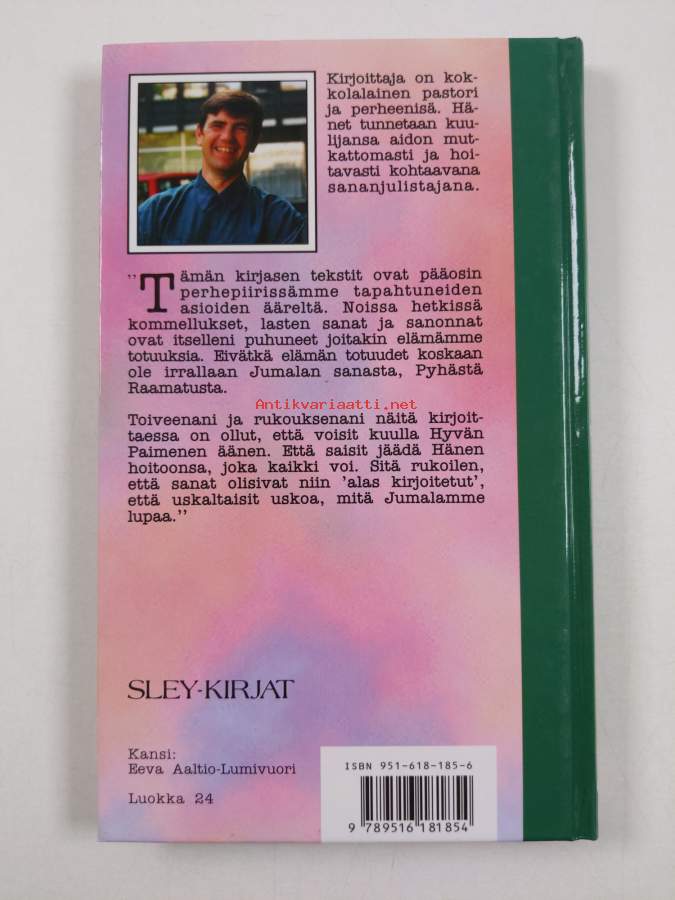 Kirjoittaja on kok-
kolalainen pastori
ja perheenisä. Hä-
net tunnetaan kuu-
lijansa aidon mut-
kattomasti ja hoi-
tavasti kohtaavana
sananjulistajana.
"Tämän kirjasen tekstit ovat pääosin
perhepiirissämme tapahtuneiden
asioiden ääreltä. Noissa hetkissä
kommellukset, lasten sanat ja sanonnat
ovat itselleni puhuneet joitakin elämämme
totuuksia. Eivätkä elämän totuudet koskaan
ole irrallaan Jumalan sanasta, Pyhästä
Raamatusta.
Antikvariaatti.net
Toiveenani ja rukouksenani näitä kirjoit-
taessa on ollut, että voisit kuulla Hyvän
Paimenen äänen. Että saisit jäädä Hänen
hoitoonsa, joka kaikki voi. Sitä rukoilen,
että sanat olisivat niin 'alas kirjoitetut',
että uskaltaisit uskoa, mitä Jumalamme
lupaa."
SLEY-KIRJAT
Kansi:
Eeva Aaltio-Lumivuori
Luokka 24
ISBN 951-618-185-6
9 789516 181854